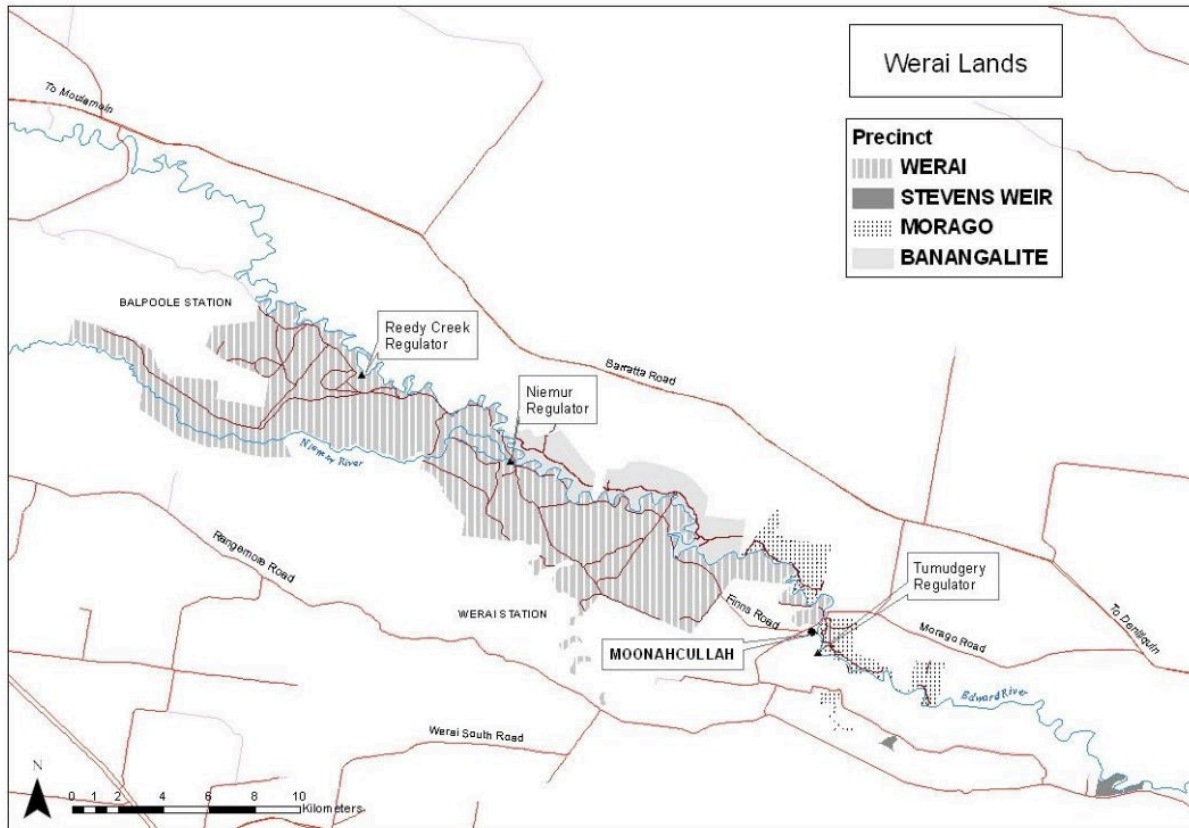 Werai Lands
Precinct
WERAI
STEVENS WEIR
MORAGO
BANANGALITE
To Moulamain
BALPOOLE STATION
Reedy Creek
Regulator
Niemur
Regulator
Barratta Road
Niemur River
Rangemore Road
WERAI STATION
Finns Road
Tumudgery
Regulator
MOONAHCULLAH
Morago Road
To Deniliquin
Edward River
Werai South Road
N
0 1 2 4 6 8 10
Kilometers